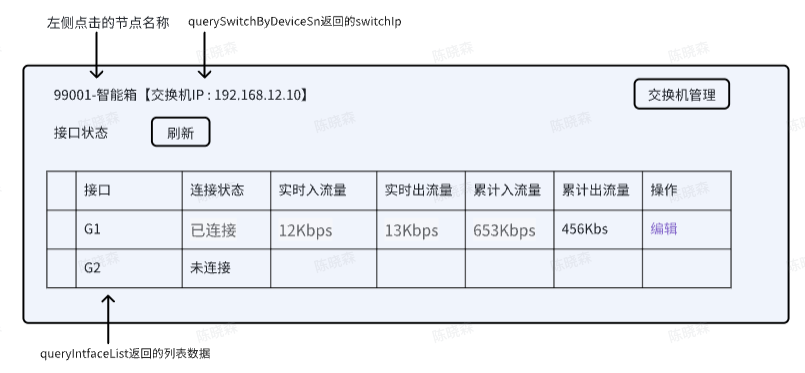 左侧点击的节点名称 querySwitchByDeviceSn返回的switchIp
99001-智能箱【交换机IP : 192.168.12.10】 交换机管理
接口状态 刷新
接口 连接状态 实时入流量 实时出流量 累计入流量 累计出流量 操作
G1 已连接 12Kbps 13Kbps 653Kbps 456Kbs 编辑
G2 未连接
queryIntfaceList返回的列表数据
陈晓森